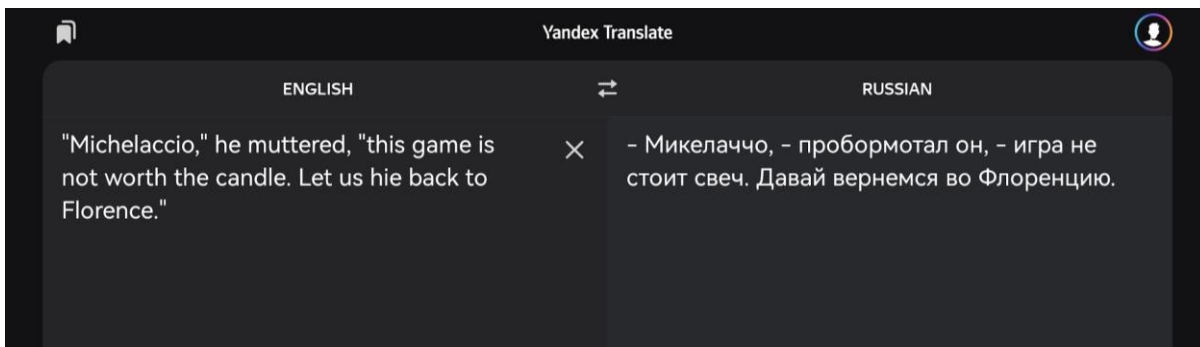 Yandex Translate
ENGLISH
RUSSIAN
"Michelaccio," he muttered, "this game is
not worth the candle. Let us hie back to
Florence."
– Микелаччо, – пробормотал он, – игра не
стоит свеч. Давай вернемся во Флоренцию.